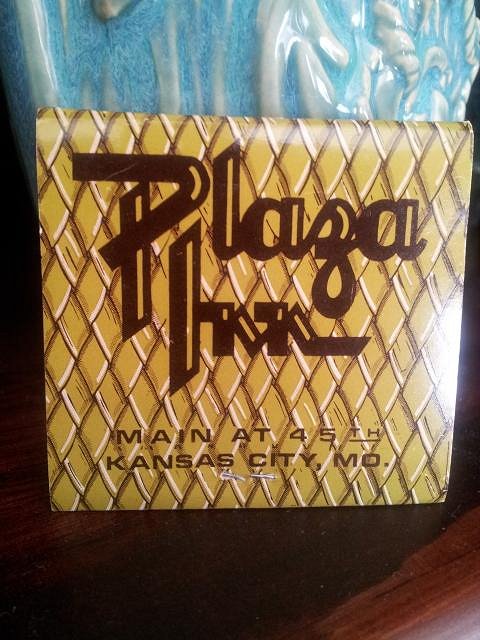 Plaza
Inn
MAIN AT 45TH
KANSAS CITY, MO.